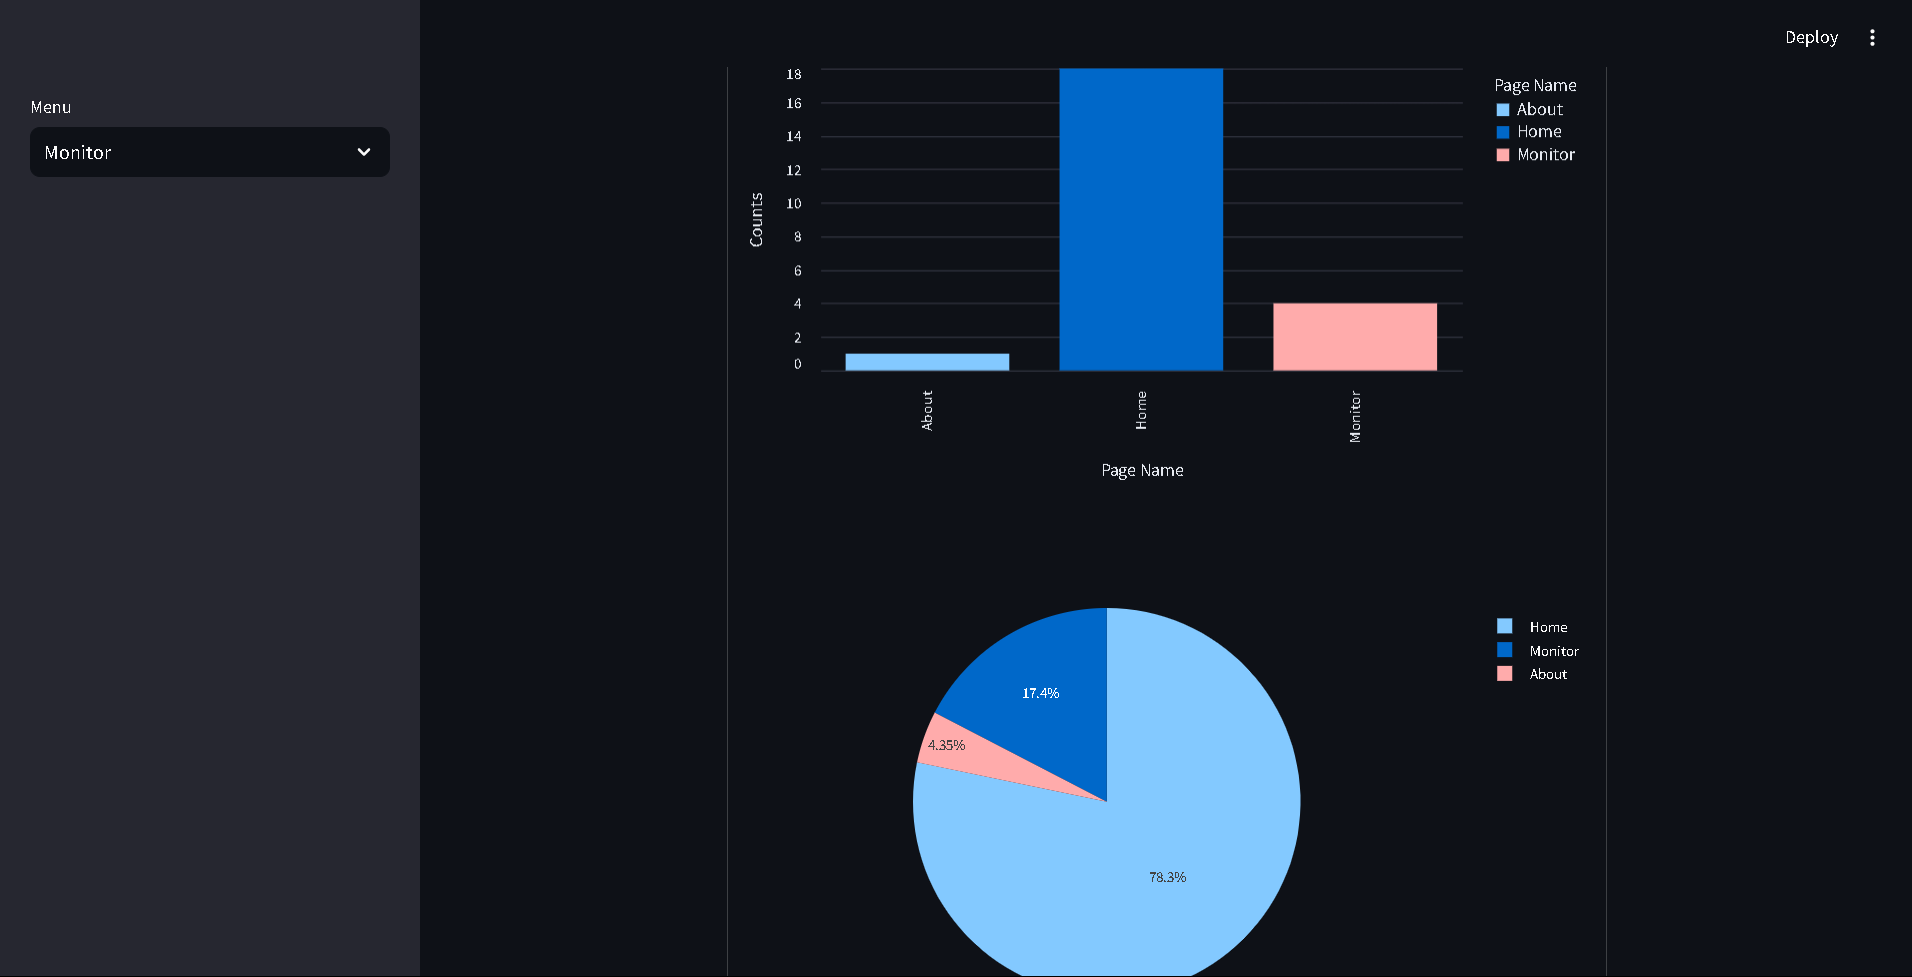 Deploy
Menu
Monitor
18
16
14
12
10
8
6
4
2
0
Counts
About
Home
Monitor
Page Name
Page Name
About
Home
Monitor
17.4%
4.35%
78.3%
Home
Monitor
About